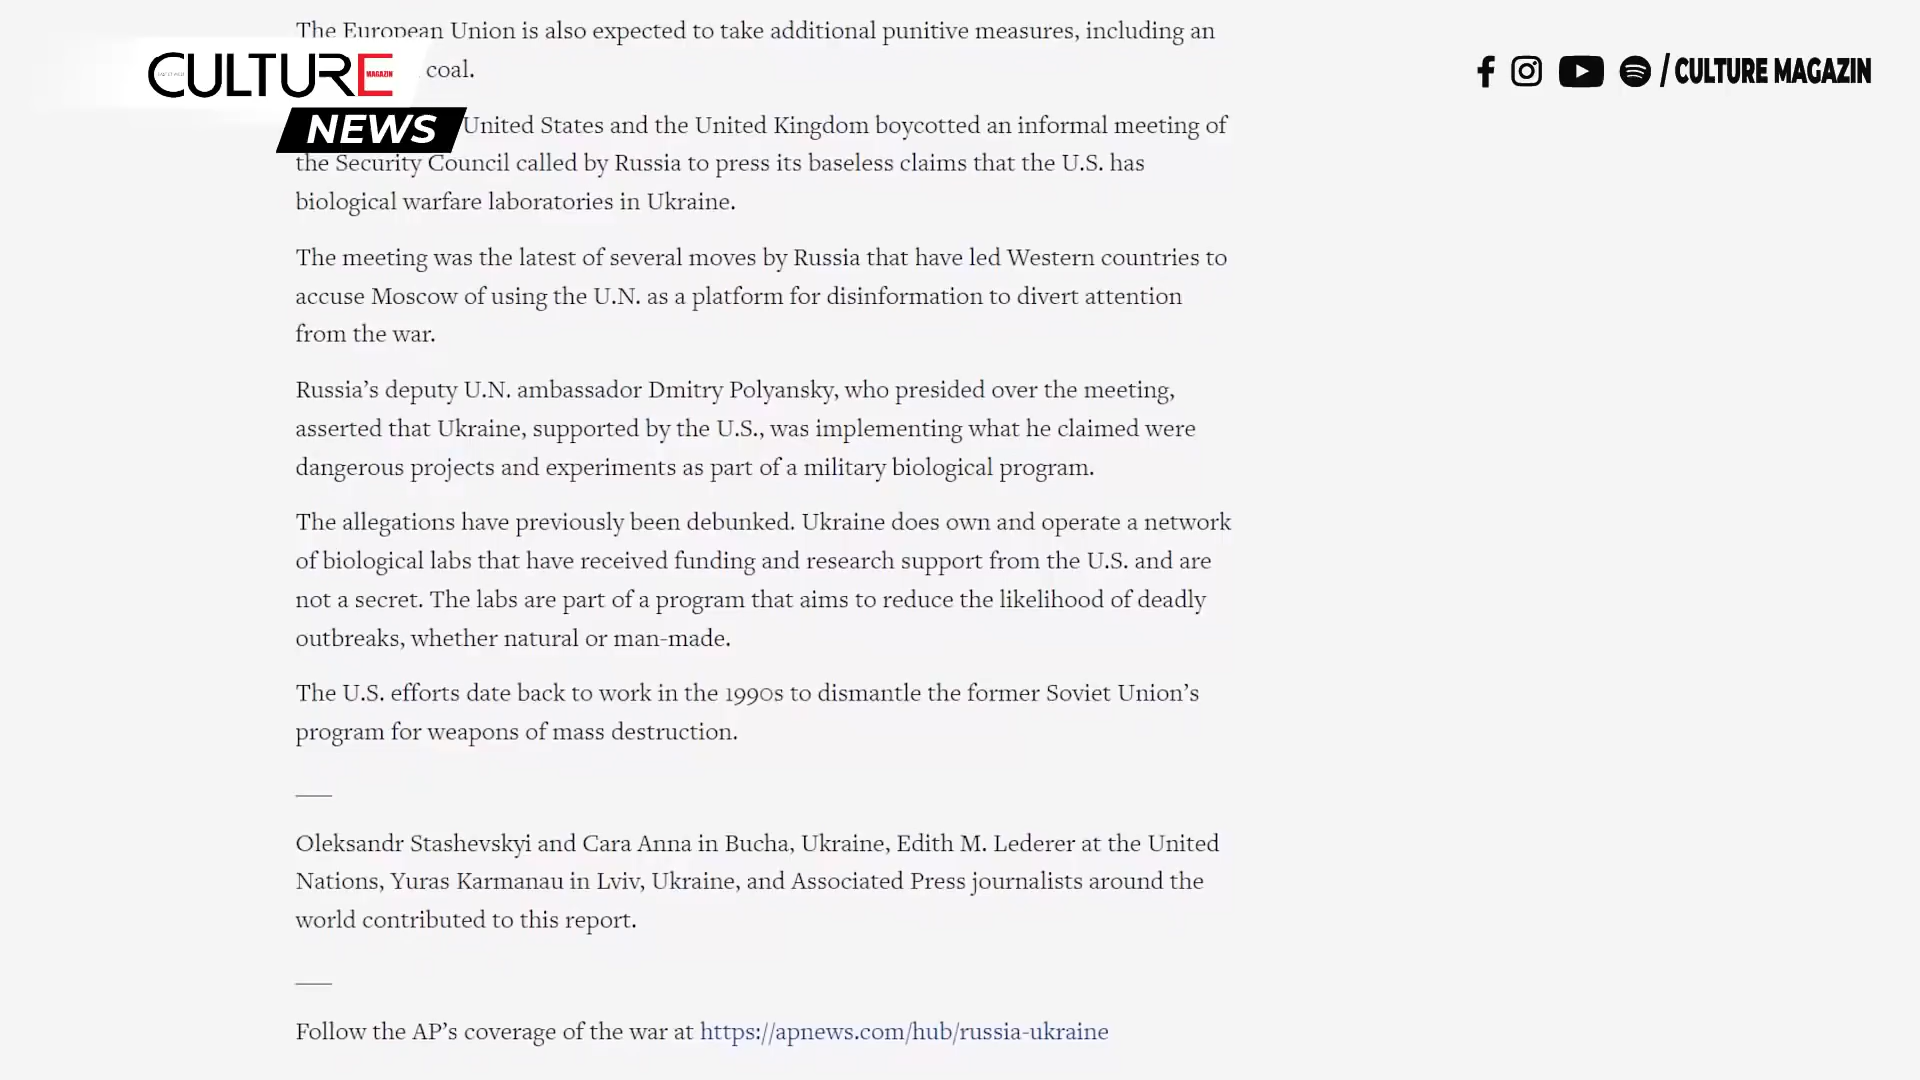 The European Union is also expected to take additional punitive measures, including an
coal.
CULTURE
MAGAZIN
NEWS
/ CULTURE MAGAZIN
United States and the United Kingdom boycotted an informal meeting of
the Security Council called by Russia to press its baseless claims that the U.S. has
biological warfare laboratories in Ukraine.
The meeting was the latest of several moves by Russia that have led Western countries to
accuse Moscow of using the U.N. as a platform for disinformation to divert attention
from the war.
Russia’s deputy U.N. ambassador Dmitry Polyansky, who presided over the meeting,
asserted that Ukraine, supported by the U.S., was implementing what he claimed were
dangerous projects and experiments as part of a military biological program.
The allegations have previously been debunked. Ukraine does own and operate a network
of biological labs that have received funding and research support from the U.S. and are
not a secret. The labs are part of a program that aims to reduce the likelihood of deadly
outbreaks, whether natural or man-made.
The U.S. efforts date back to work in the 1990s to dismantle the former Soviet Union’s
program for weapons of mass destruction.
Oleksandr Stashevskyi and Cara Anna in Bucha, Ukraine, Edith M. Lederer at the United
Nations, Yuras Karmanau in Lviv, Ukraine, and Associated Press journalists around the
world contributed to this report.
Follow the AP’s coverage of the war at https://apnews.com/hub/russia-ukraine